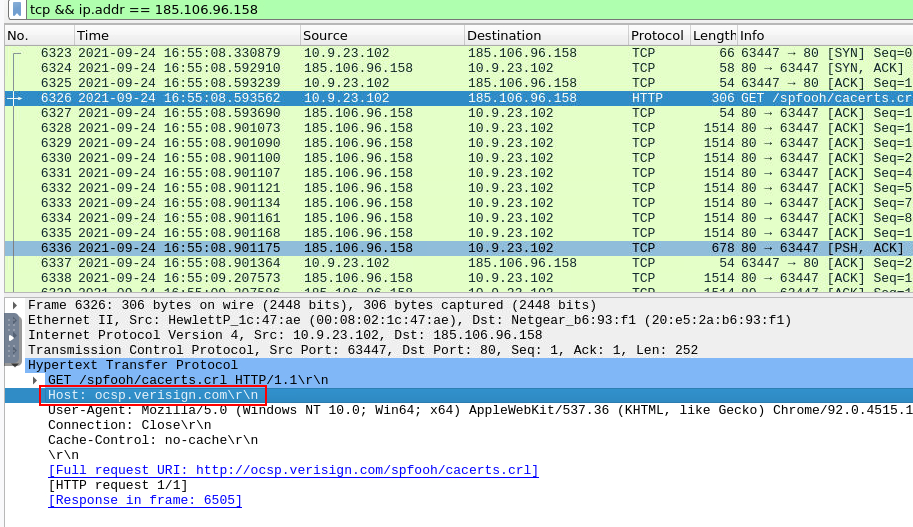 tcp && ip.addr == 185.106.96.158
No. Time Source Destination Protocol Length Info
6323 2021-09-24 16:55:08.330879 10.9.23.102 185.106.96.158 TCP 66 63447 → 80 [SYN] Seq=0
6324 2021-09-24 16:55:08.592910 185.106.96.158 10.9.23.102 TCP 58 80 → 63447 [SYN, ACK]
6325 2021-09-24 16:55:08.593239 10.9.23.102 185.106.96.158 TCP 54 63447 → 80 [ACK] Seq=1
6326 2021-09-24 16:55:08.593562 10.9.23.102 185.106.96.158 HTTP 306 GET /spfooh/cacerts.cr
6327 2021-09-24 16:55:08.593690 185.106.96.158 10.9.23.102 TCP 54 80 → 63447 [ACK] Seq=1
6328 2021-09-24 16:55:08.901073 185.106.96.158 10.9.23.102 TCP 1514 80 → 63447 [ACK] Seq=1
6329 2021-09-24 16:55:08.901090 185.106.96.158 10.9.23.102 TCP 1514 80 → 63447 [ACK] Seq=1
6330 2021-09-24 16:55:08.901100 185.106.96.158 10.9.23.102 TCP 1514 80 → 63447 [ACK] Seq=2
6331 2021-09-24 16:55:08.901107 185.106.96.158 10.9.23.102 TCP 1514 80 → 63447 [ACK] Seq=4
6332 2021-09-24 16:55:08.901121 185.106.96.158 10.9.23.102 TCP 1514 80 → 63447 [ACK] Seq=5
6333 2021-09-24 16:55:08.901134 185.106.96.158 10.9.23.102 TCP 1514 80 → 63447 [ACK] Seq=7
6334 2021-09-24 16:55:08.901161 185.106.96.158 10.9.23.102 TCP 1514 80 → 63447 [ACK] Seq=8
6335 2021-09-24 16:55:08.901168 185.106.96.158 10.9.23.102 TCP 1514 80 → 63447 [ACK] Seq=1
6336 2021-09-24 16:55:08.901175 185.106.96.158 10.9.23.102 TCP 678 80 → 63447 [PSH, ACK]
6337 2021-09-24 16:55:08.901364 10.9.23.102 185.106.96.158 TCP 54 63447 → 80 [ACK] Seq=2
6338 2021-09-24 16:55:09.207573 185.106.96.158 10.9.23.102 TCP 1514 80 → 63447 [ACK] Seq=1
Frame 6326: 306 bytes on wire (2448 bits), 306 bytes captured (2448 bits)
Ethernet II, Src: HewlettP_1c:47:ae (00:08:02:1c:47:ae), Dst: Netgear_b6:93:f1 (20:e5:2a:b6:93:f1)
Internet Protocol Version 4, Src: 10.9.23.102, Dst: 185.106.96.158
Transmission Control Protocol, Src Port: 63447, Dst Port: 80, Seq: 1, Ack: 1, Len: 252
Hypertext Transfer Protocol
GET /spfooh/cacerts.crl HTTP/1.1\r\n
Host: ocsp.verisign.com\r\n
User-Agent: Mozilla/5.0 (Windows NT 10.0; Win64; x64) AppleWebKit/537.36 (KHTML, like Gecko) Chrome/92.0.4515.1
Connection: Close\r\n
Cache-Control: no-cache\r\n
\r\n
[Full request URI: http://ocsp.verisign.com/spfooh/cacerts.crl]
[HTTP request 1/1]
[Response in frame: 6505]